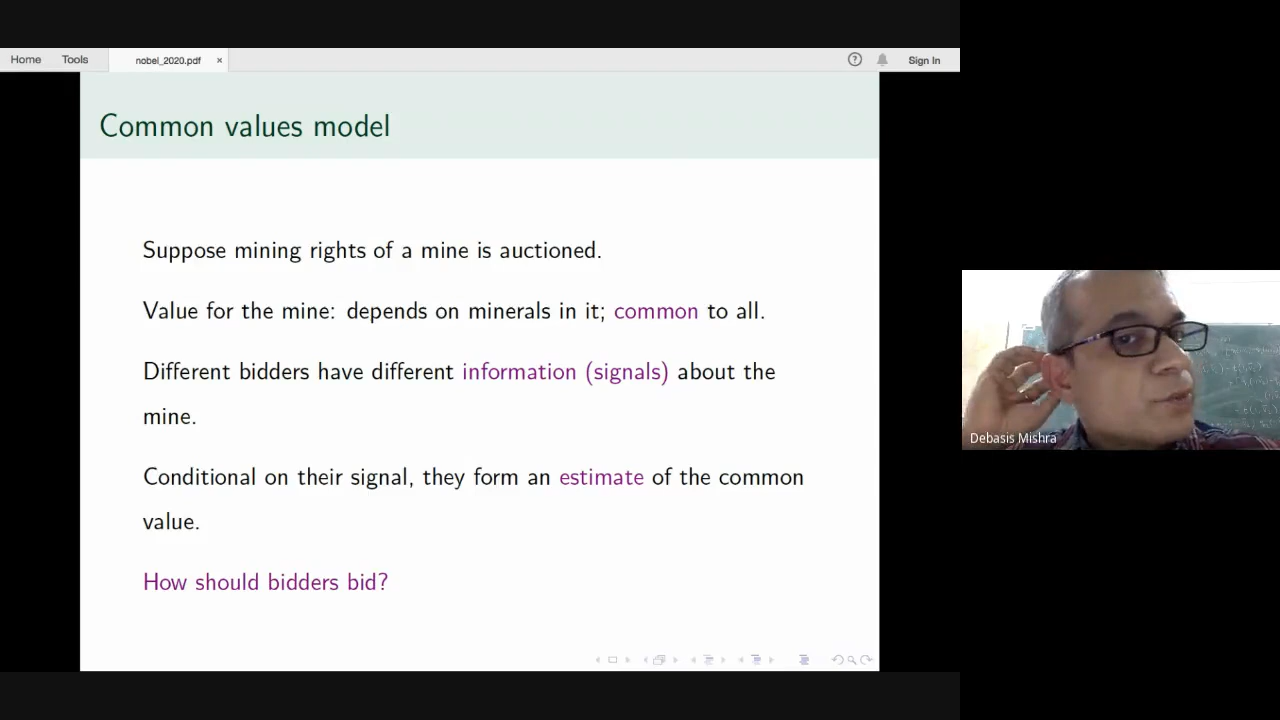 Home Tools nobel_2020.pdf × ? Sign In
Common values model
Suppose mining rights of a mine is auctioned.
Value for the mine: depends on minerals in it; common to all.
Different bidders have different information (signals) about the
mine.
Conditional on their signal, they form an estimate of the common
value.
How should bidders bid?
Debasis Mishra